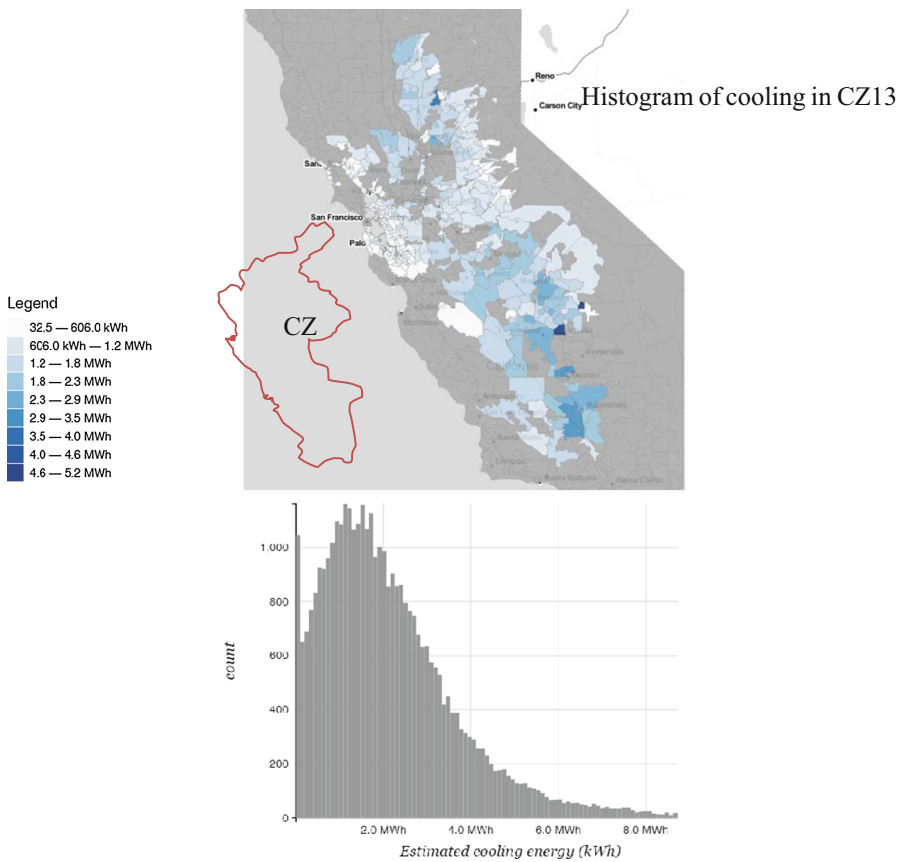 Reno
Carson City
Histogram of cooling in CZ13
San Francisco
Palo
CZ
Legend
32.5 — 606.0 kWh
606.0 kWh — 1.2 MWh
1.2 — 1.8 MWh
1.8 — 2.3 MWh
2.3 — 2.9 MWh
2.9 — 3.5 MWh
3.5 — 4.0 MWh
4.0 — 4.6 MWh
4.6 — 5.2 MWh
California
1,000
800
600
400
200
0
count
2.0 MWh
4.0 MWh
6.0 MWh
8.0 MWh
Estimated cooling energy (kWh)